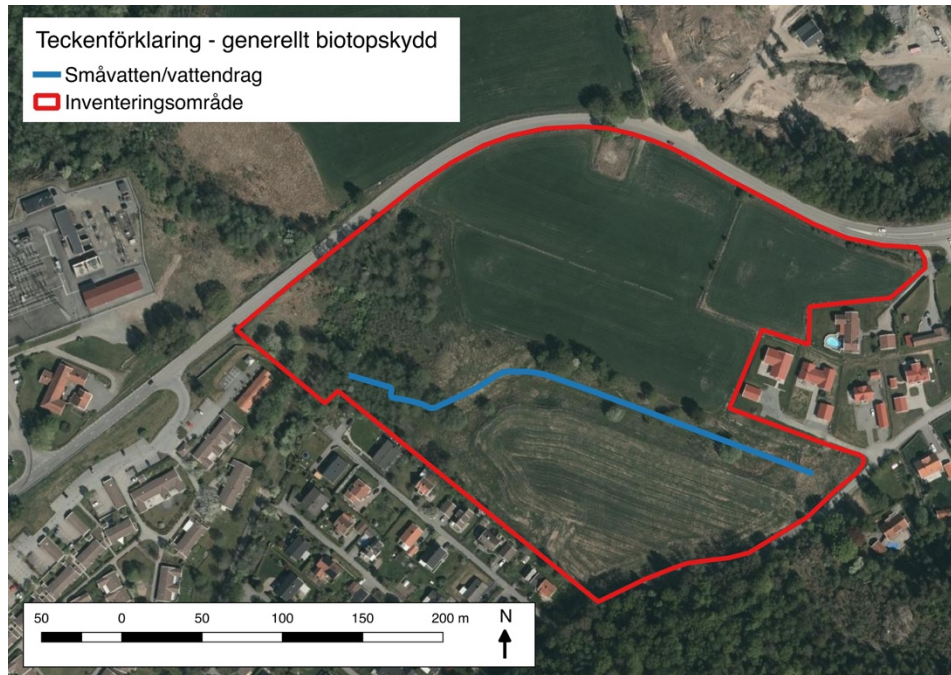 Teckenförklaring - generellt biotopskydd
Småvatten/vattendrag
Inventeringsområde
50 0 50 100 150 200 m
N